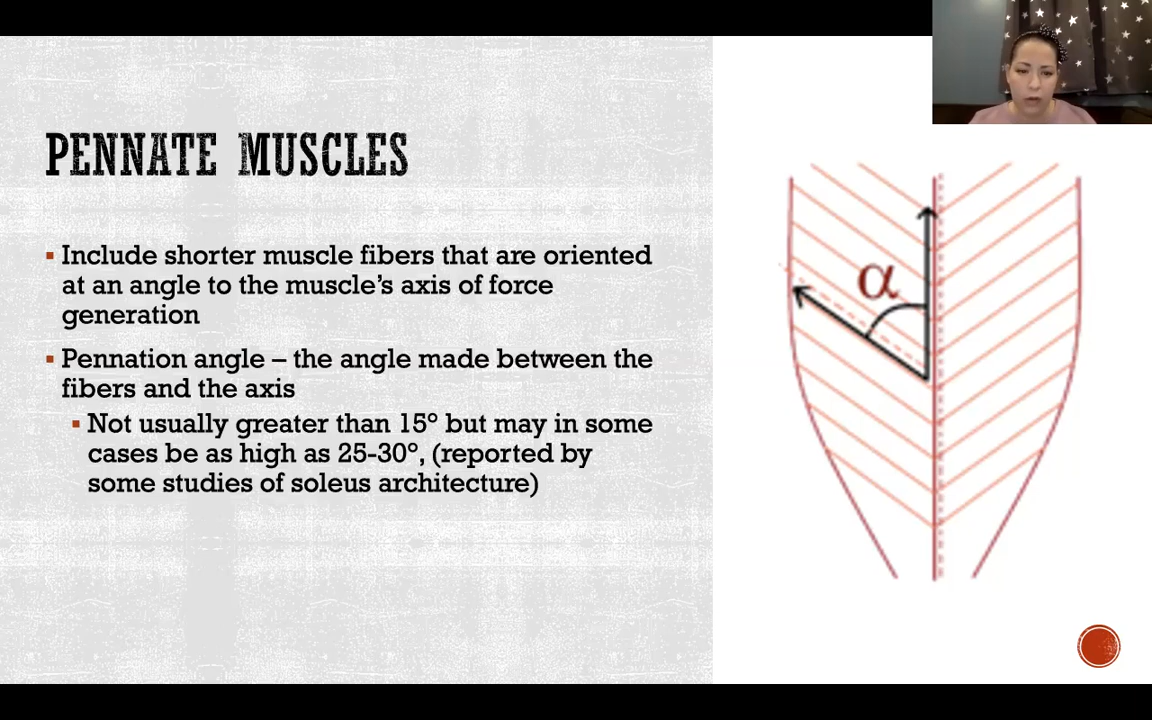 PENNATE MUSCLES
▪ Include shorter muscle fibers that are oriented
at an angle to the muscle’s axis of force
generation
▪ Pennation angle – the angle made between the
fibers and the axis
▪ Not usually greater than 15° but may in some
cases be as high as 25-30°, (reported by
some studies of soleus architecture)
α